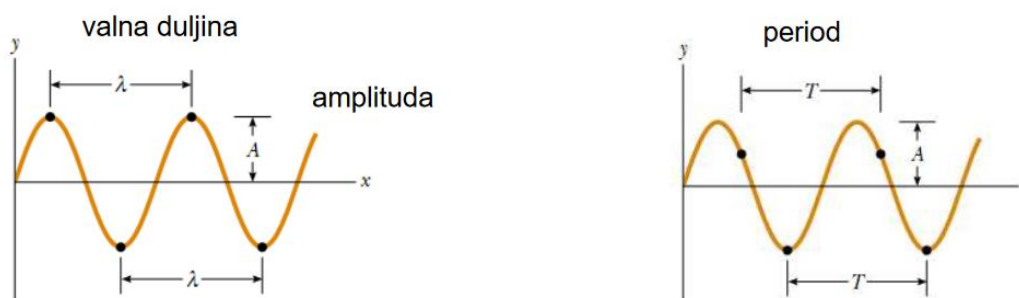 valna duljina
y
λ
amplituda
A
x
λ
period
y
T
A
T